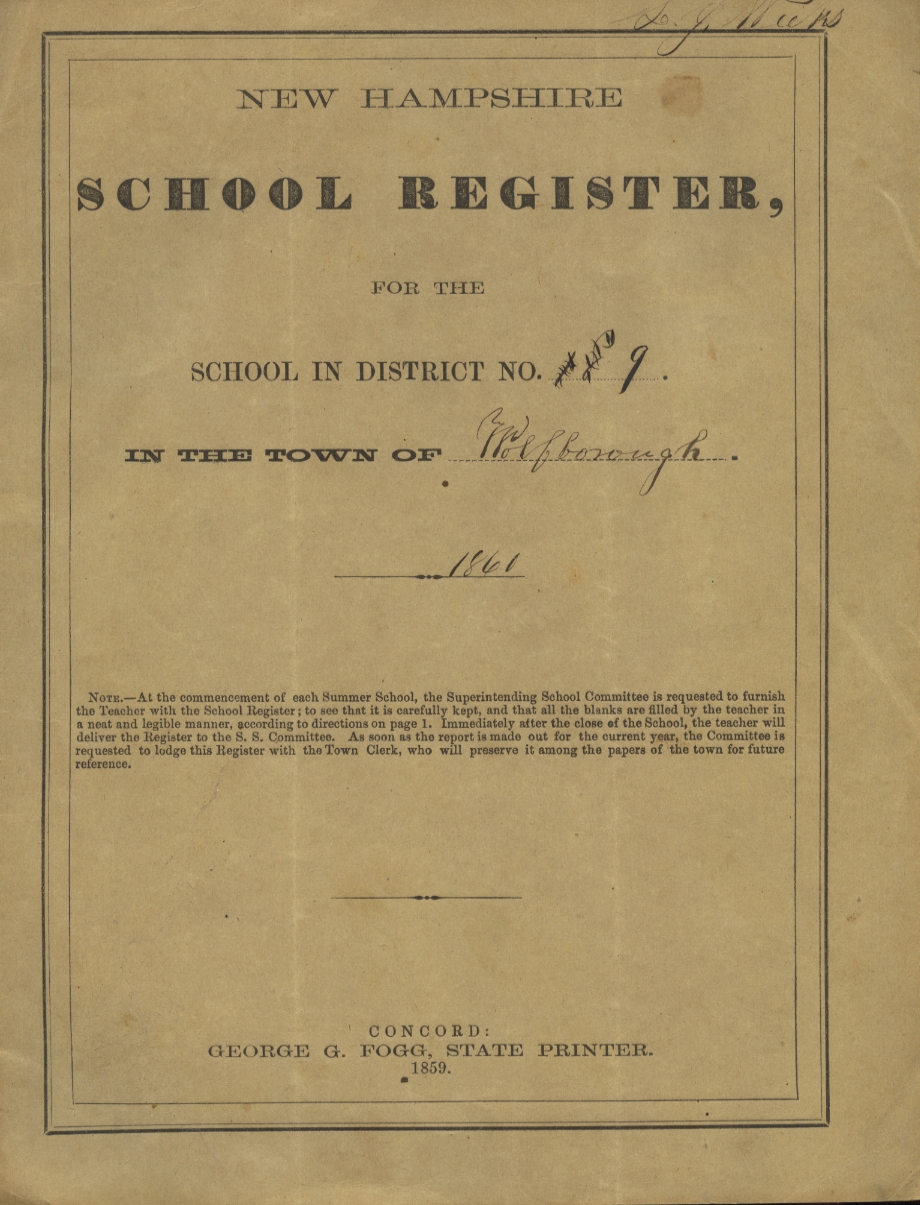 L. J. Weeks
NEW HAMPSHIRE
SCHOOL REGISTER,
FOR THE
SCHOOL IN DISTRICT NO. 9.
IN THE TOWN OF Wolfborough.
1860
NOTE.—At the commencement of each Summer School, the Superintending School Committee is requested to furnish
the Teacher with the School Register; to see that it is carefully kept, and that all the blanks are filled by the teacher in
a neat and legible manner, according to directions on page 1. Immediately after the close of the School, the teacher will
deliver the Register to the S. S. Committee. As soon as the report is made out for the current year, the Committee is
requested to lodge this Register with the Town Clerk, who will preserve it among the papers of the town for future
reference.
CONCORD:
GEORGE G. FOGG, STATE PRINTER.
1859.